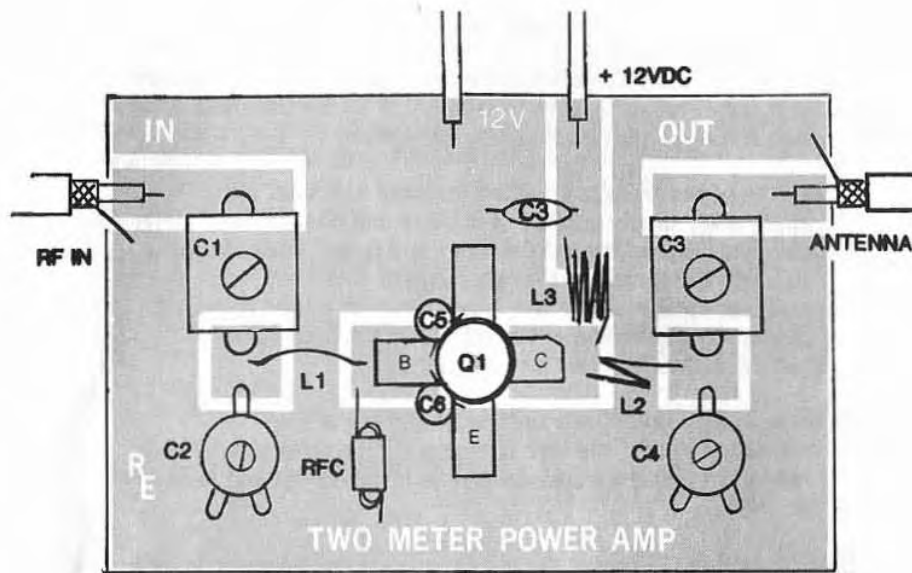 + 12VDC
12V
IN
OUT
C3
C1
C3
RF IN
ANTENNA
L3
C5
B
Q1
C
L1
C6
L2
C2
RFC
E
C4
RE
TWO METER POWER AMP